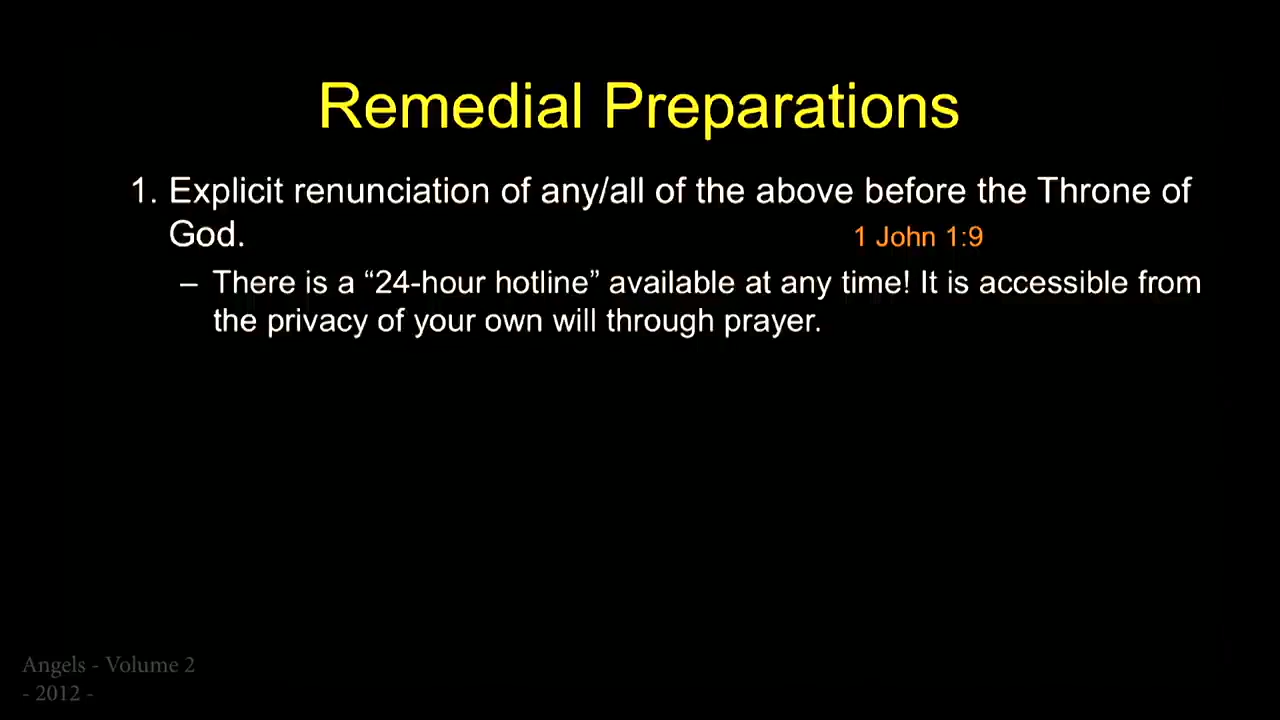 Remedial Preparations
1. Explicit renunciation of any/all of the above before the Throne of
God. 1 John 1:9
– There is a “24-hour hotline” available at any time! It is accessible from
the privacy of your own will through prayer.
Angels - Volume 2
- 2012 -